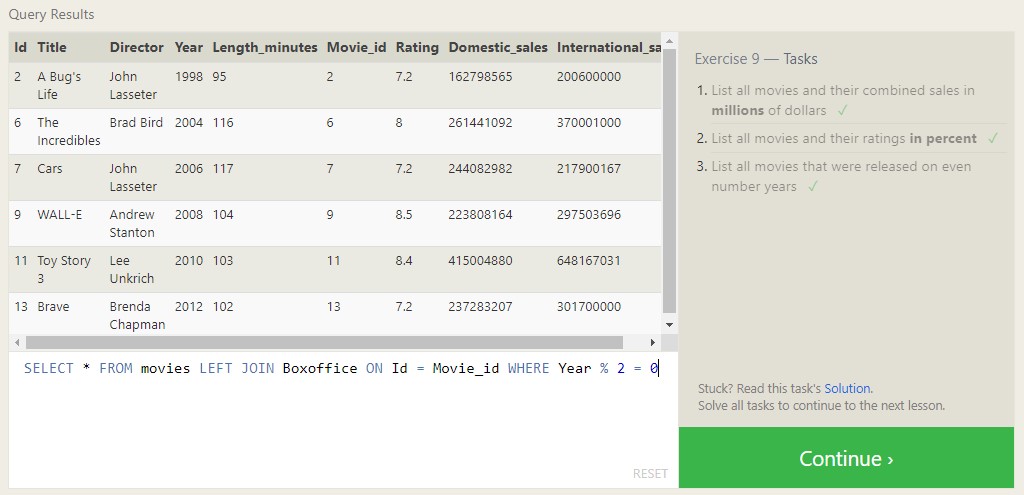 Query Results
Id Title Director Year Length_minutes Movie_id Rating Domestic_sales International_sa
2 A Bug's John 1998 95 2 7.2 162798565 200600000
Life Lasseter
6 The Brad Bird 2004 116 6 8 261441092 370001000
Incredibles
7 Cars John 2006 117 7 7.2 244082982 217900167
Lasseter
9 WALL-E Andrew 2008 104 9 8.5 223808164 297503696
Stanton
11 Toy Story Lee 2010 103 11 8.4 415004880 648167031
3 Unkrich
13 Brave Brenda 2012 102 13 7.2 237283207 301700000
Chapman
SELECT * FROM movies LEFT JOIN Boxoffice ON Id = Movie_id WHERE Year % 2 = 0
RESET
Exercise 9 — Tasks
1. List all movies and their combined sales in
millions of dollars ✓
2. List all movies and their ratings in percent ✓
3. List all movies that were released on even
number years ✓
Stuck? Read this task's Solution.
Solve all tasks to continue to the next lesson.
Continue ›